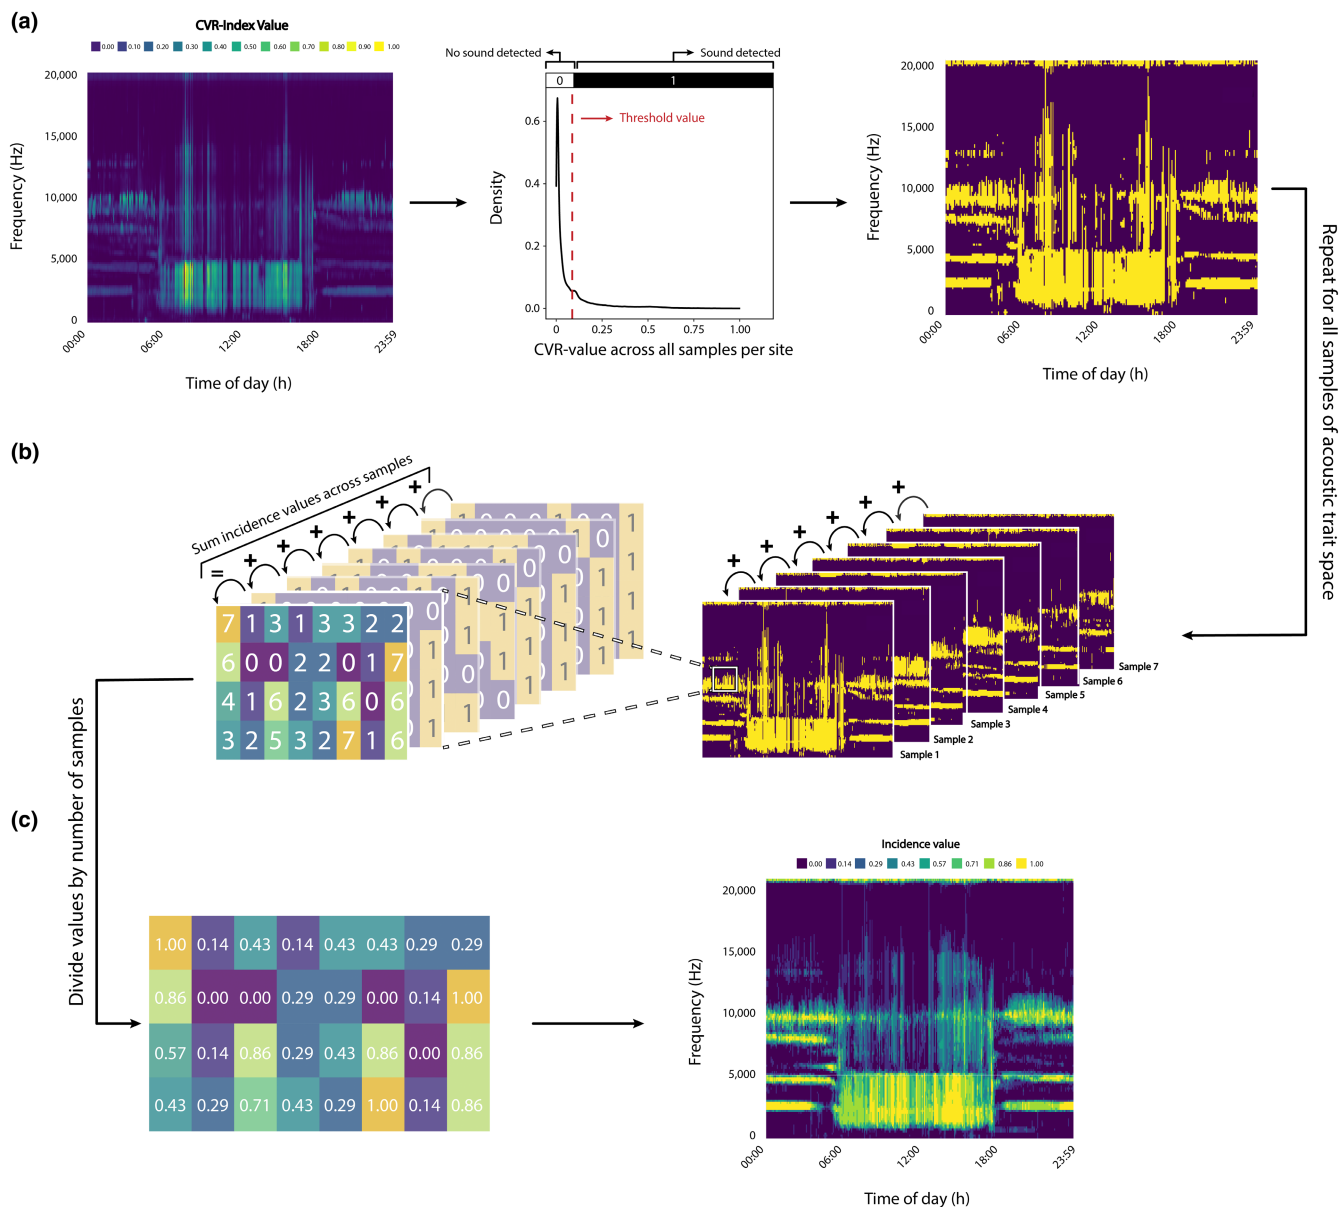 (a)
CVR-Index Value
0.00 0.10 0.20 0.30 0.40 0.50 0.60 0.70 0.80 0.90 1.00
20,000
15,000
10,000
5,000
0
Frequency (Hz)
00:00 06:00 12:00 18:00 23:59
Time of day (h)
No sound detected
Sound detected
0 1
Threshold value
0.6
0.4
0.2
0.0
Density
0 0.25 0.5 0.75 1.00
CVR-value across all samples per site
20,000
15,000
10,000
5,000
0
Frequency (Hz)
00:00 06:00 12:00 18:00 23:59
Time of day (h)
Repeat for all samples of acoustic trait space
(b)
Sum incidence values across samples
= + + + + + +
7 1 3 1 3 3 2 2
6 0 0 2 2 0 1 7
4 1 6 2 3 6 0 6
3 2 5 3 2 7 1 6
+ + + + + +
Sample 1
Sample 2
Sample 3
Sample 4
Sample 5
Sample 6
Sample 7
Divide values by number of samples
(c)
1.00 0.14 0.43 0.14 0.43 0.43 0.29 0.29
0.86 0.00 0.00 0.29 0.29 0.00 0.14 1.00
0.57 0.14 0.86 0.29 0.43 0.86 0.00 0.86
0.43 0.29 0.71 0.43 0.29 1.00 0.14 0.86
Incidence value
0.00 0.14 0.29 0.43 0.57 0.71 0.86 1.00
20,000
15,000
10,000
5,000
0
Frequency (Hz)
00:00 06:00 12:00 18:00 23:59
Time of day (h)